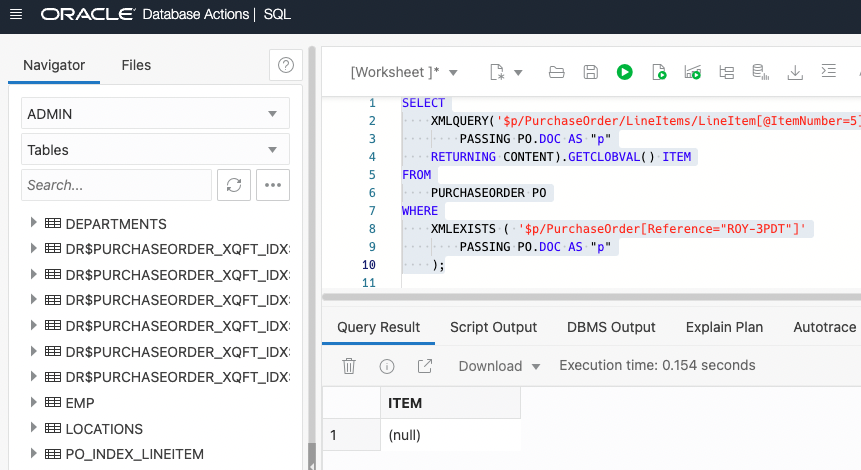 ORACLE Database Actions | SQL
Navigator
Files
ADMIN
Tables
Search...
DEPARTMENTS
DR$PURCHASEORDER_XQFT_IDX
DR$PURCHASEORDER_XQFT_IDX
DR$PURCHASEORDER_XQFT_IDX
DR$PURCHASEORDER_XQFT_IDX
DR$PURCHASEORDER_XQFT_IDX
DR$PURCHASEORDER_XQFT_IDX
EMP
LOCATIONS
PO_INDEX_LINEITEM
[Worksheet ]*
1 SELECT
2 XMLQUERY('$p/PurchaseOrder/LineItems/LineItem[@ItemNumber=5]
3 PASSING PO.DOC AS "p"
4 RETURNING CONTENT).GETCLOBVAL() ITEM
5 FROM
6 PURCHASEORDER PO
7 WHERE
8 XMLEXISTS ( '$p/PurchaseOrder[Reference="ROY-3PDT"]'
9 PASSING PO.DOC AS "p"
10 );
11
Query Result Script Output DBMS Output Explain Plan Autotrace
Download Execution time: 0.154 seconds
ITEM
1 (null)